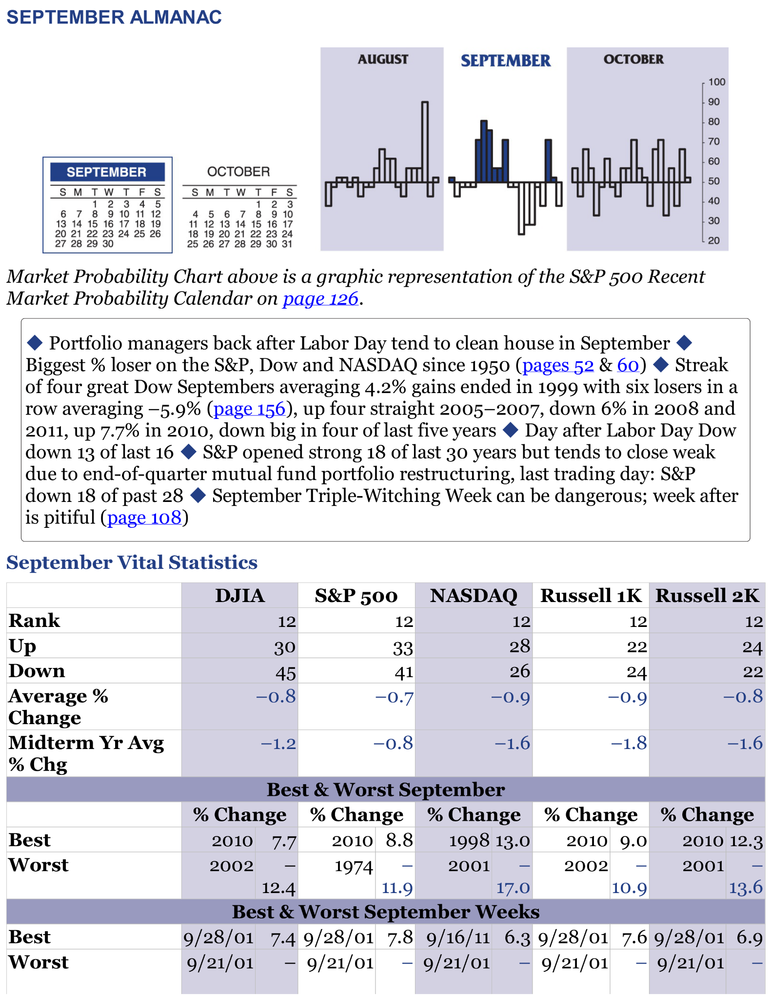 SEPTEMBER ALMANAC
AUGUST
SEPTEMBER
OCTOBER
100
90
80
70
60
50
40
30
20
SEPTEMBER
S M T W T F S
1 2 3 4 5
6 7 8 9 10 11 12
13 14 15 16 17 18 19
20 21 22 23 24 25 26
27 28 29 30
OCTOBER
S M T W T F S
1 2 3
4 5 6 7 8 9 10
11 12 13 14 15 16 17
18 19 20 21 22 23 24
25 26 27 28 29 30 31
Market Probability Chart above is a graphic representation of the S&P 500 Recent
Market Probability Calendar on page 126.
◆ Portfolio managers back after Labor Day tend to clean house in September ◆
Biggest % loser on the S&P, Dow and NASDAQ since 1950 (pages 52 & 60) ◆ Streak
of four great Dow Septembers averaging 4.2% gains ended in 1999 with six losers in a
row averaging –5.9% (page 156), up four straight 2005–2007, down 6% in 2008 and
2011, up 7.7% in 2010, down big in four of last five years ◆ Day after Labor Day Dow
down 13 of last 16 ◆ S&P opened strong 18 of last 30 years but tends to close weak
due to end-of-quarter mutual fund portfolio restructuring, last trading day: S&P
down 18 of past 28 ◆ September Triple-Witching Week can be dangerous; week after
is pitiful (page 108)
September Vital Statistics
DJIA S&P 500 NASDAQ Russell 1K Russell 2K
Rank 12 12 12 12 12
Up 30 33 28 22 24
Down 45 41 26 24 22
Average % –0.8 –0.7 –0.9 –0.9 –0.8
Change
Midterm Yr Avg –1.2 –0.8 –1.6 –1.8 –1.6
% Chg
Best & Worst September
% Change % Change % Change % Change % Change
Best 2010 7.7 2010 8.8 1998 13.0 2010 9.0 2010 12.3
Worst 2002 – 1974 – 2001 – 2002 – 2001 –
12.4 11.9 17.0 10.9 13.6
Best & Worst September Weeks
Best 9/28/01 7.4 9/28/01 7.8 9/16/11 6.3 9/28/01 7.6 9/28/01 6.9
Worst 9/21/01 – 9/21/01 – 9/21/01 – 9/21/01 – 9/21/01 –